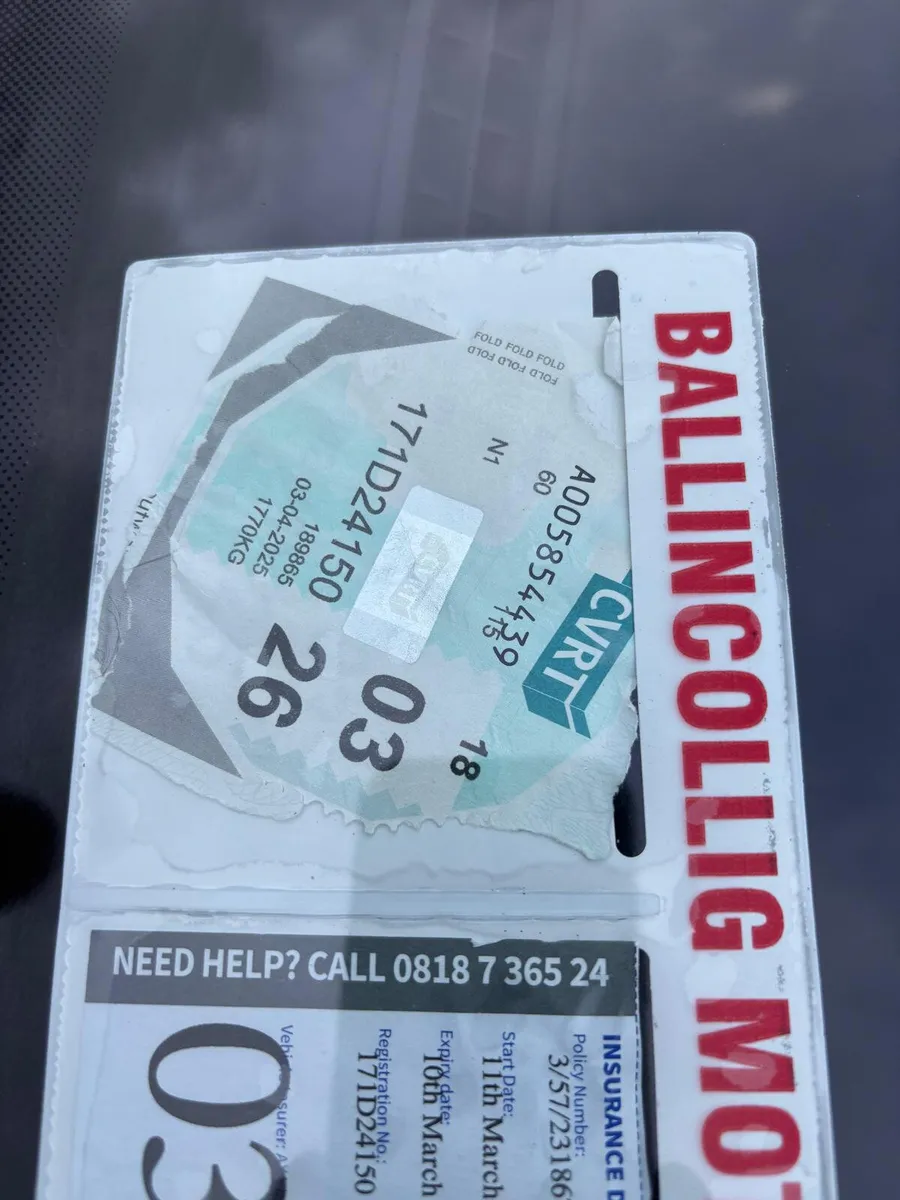 BALLINCOLLIG MOT
FOLD FOLD FOLD
FOLD FOLD FOLD
CVRT
A005854439
60
115
N1
18
171D24150
03
189865
03-04-2025
1770KG
26
NEED HELP? CALL 0818 7 365 24
INSURANCE D
Policy Number:
3/57/23186
Start Date:
11th March
Expiry date:
10th March
Registration No.:
171D24150
03